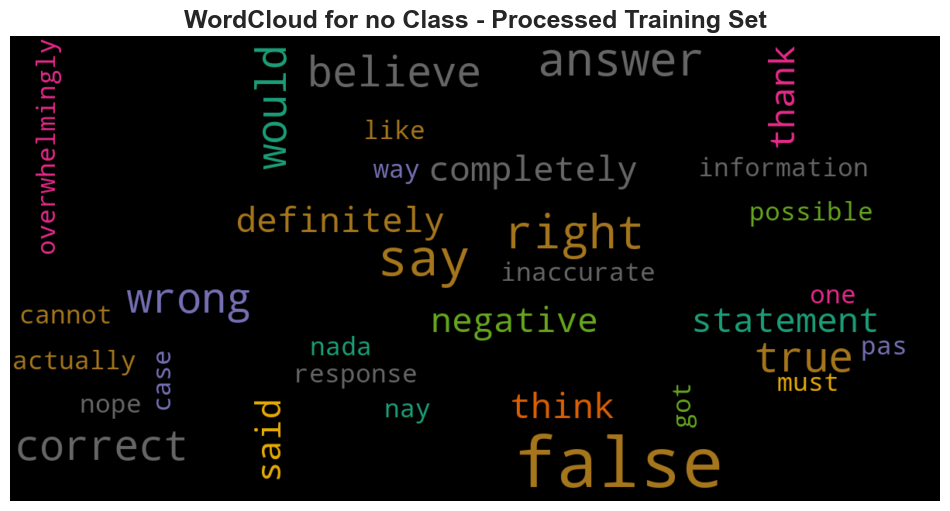 WordCloud for no Class - Processed Training Set
overwhelmingly
would
believe
answer
thank
like
way
completely
information
definitely
right
possible
say
inaccurate
wrong
cannot
negative
one
statement
actually
case
nada
response
true
pas
must
nope
nay
think
got
said
correct
false